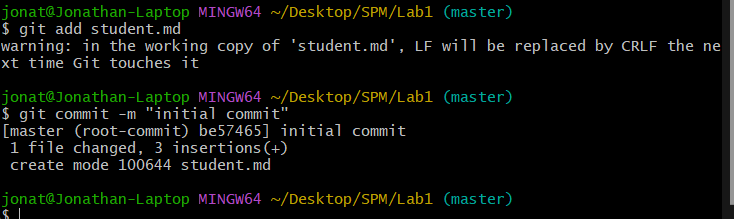 jonat@Jonathan-Laptop MINGW64 ~/Desktop/SPM/Lab1 (master)
$ git add student.md
warning: in the working copy of 'student.md', LF will be replaced by CRLF the ne
xt time Git touches it
jonat@Jonathan-Laptop MINGW64 ~/Desktop/SPM/Lab1 (master)
$ git commit -m "initial commit"
[master (root-commit) be57465] initial commit
 1 file changed, 3 insertions(+)
 create mode 100644 student.md
jonat@Jonathan-Laptop MINGW64 ~/Desktop/SPM/Lab1 (master)
$